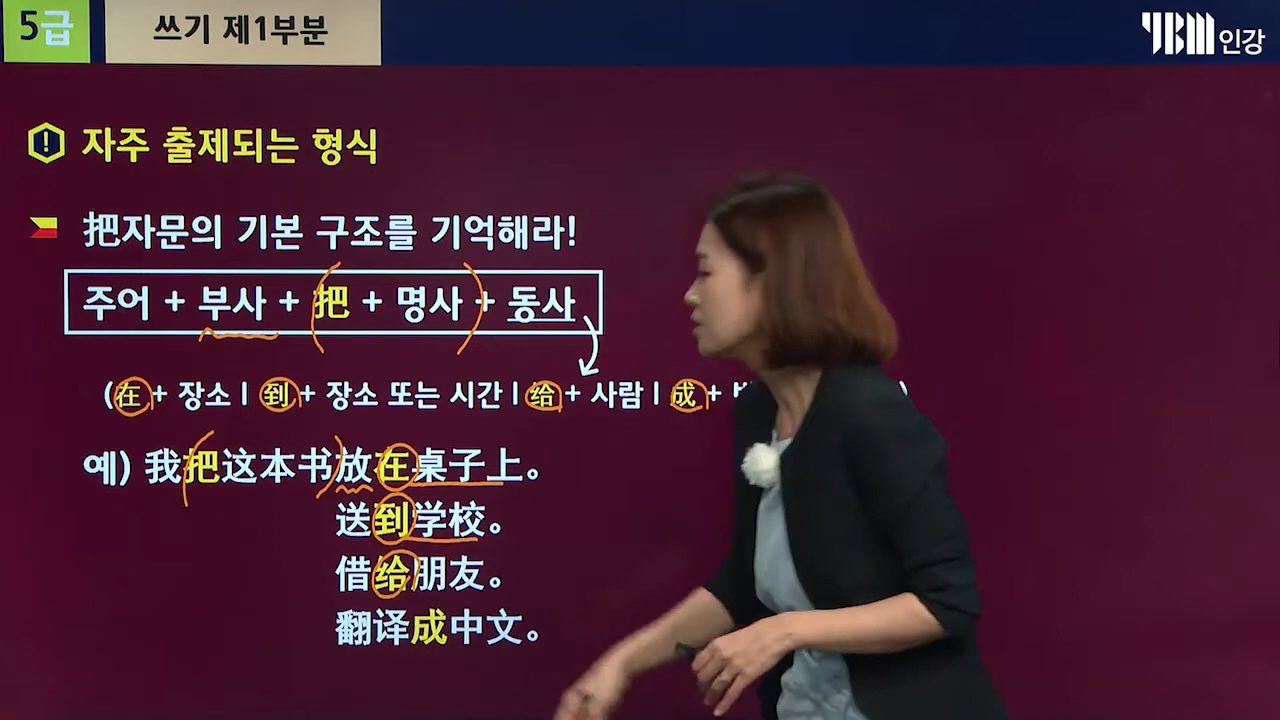 5급
쓰기 제1부분
YBM 인강
! 자주 출제되는 형식
把자문의 기본 구조를 기억해라!
주어 + 부사 + 把 + 명사 + 동사
(在 + 장소 | 到 + 장소 또는 시간 | 给 + 사람 | 成 + )
예) 我把这本书放在桌子上。
送到学校。
借给朋友。
翻译成中文。